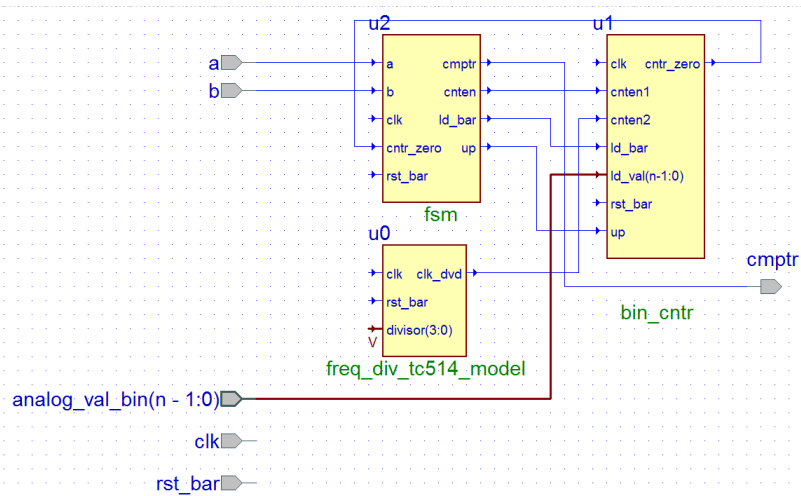 u2
u1
a
b
a
cmptr
b
cnten
clk
ld_bar
cntr_zero
up
rst_bar
fsm
clk
cntr_zero
cnten1
cnten2
ld_bar
ld_val(n-1:0)
rst_bar
up
bin_cntr
cmptr
u0
clk
clk_dvd
rst_bar
divisor(3:0)
V
freq_div_tc514_model
analog_val_bin(n - 1:0)
clk
rst_bar